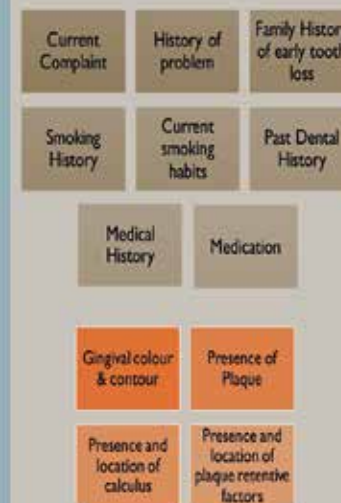 Current
Complaint
History of
problem
Family Histor
of early tooth
loss
Smoking
History
Current
smoking
habits
Past Dental
History
Medical
History
Medication
Gingival colour
& contour
Presence of
Plaque
Presence and
location of
calculus
Presence and
location of
plaque retentive
factors